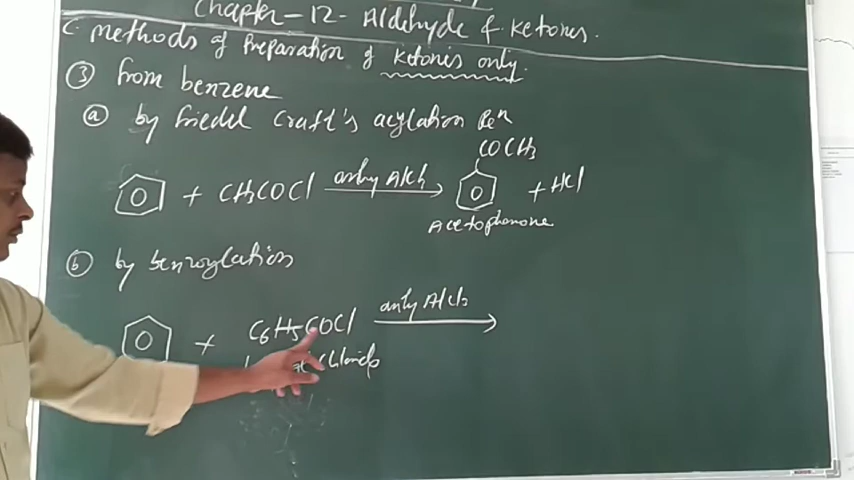 Chapter-12- Aldehyde & Ketones.
C. Methods of Preparation of Ketones only.
③ from benzene
ⓐ by Friedel Craft's acylation Reⁿ
COCH₃
+ CH₃COCl anhy AlCl₃ + HCl
Acetophenone
ⓑ by benzoylation
+ C₆H₅COCl anhy AlCl₃
chloride